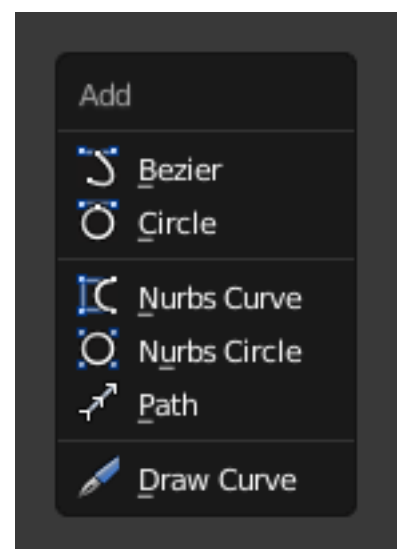 Add
Bezier
Circle
Nurbs Curve
Nurbs Circle
Path
Draw Curve